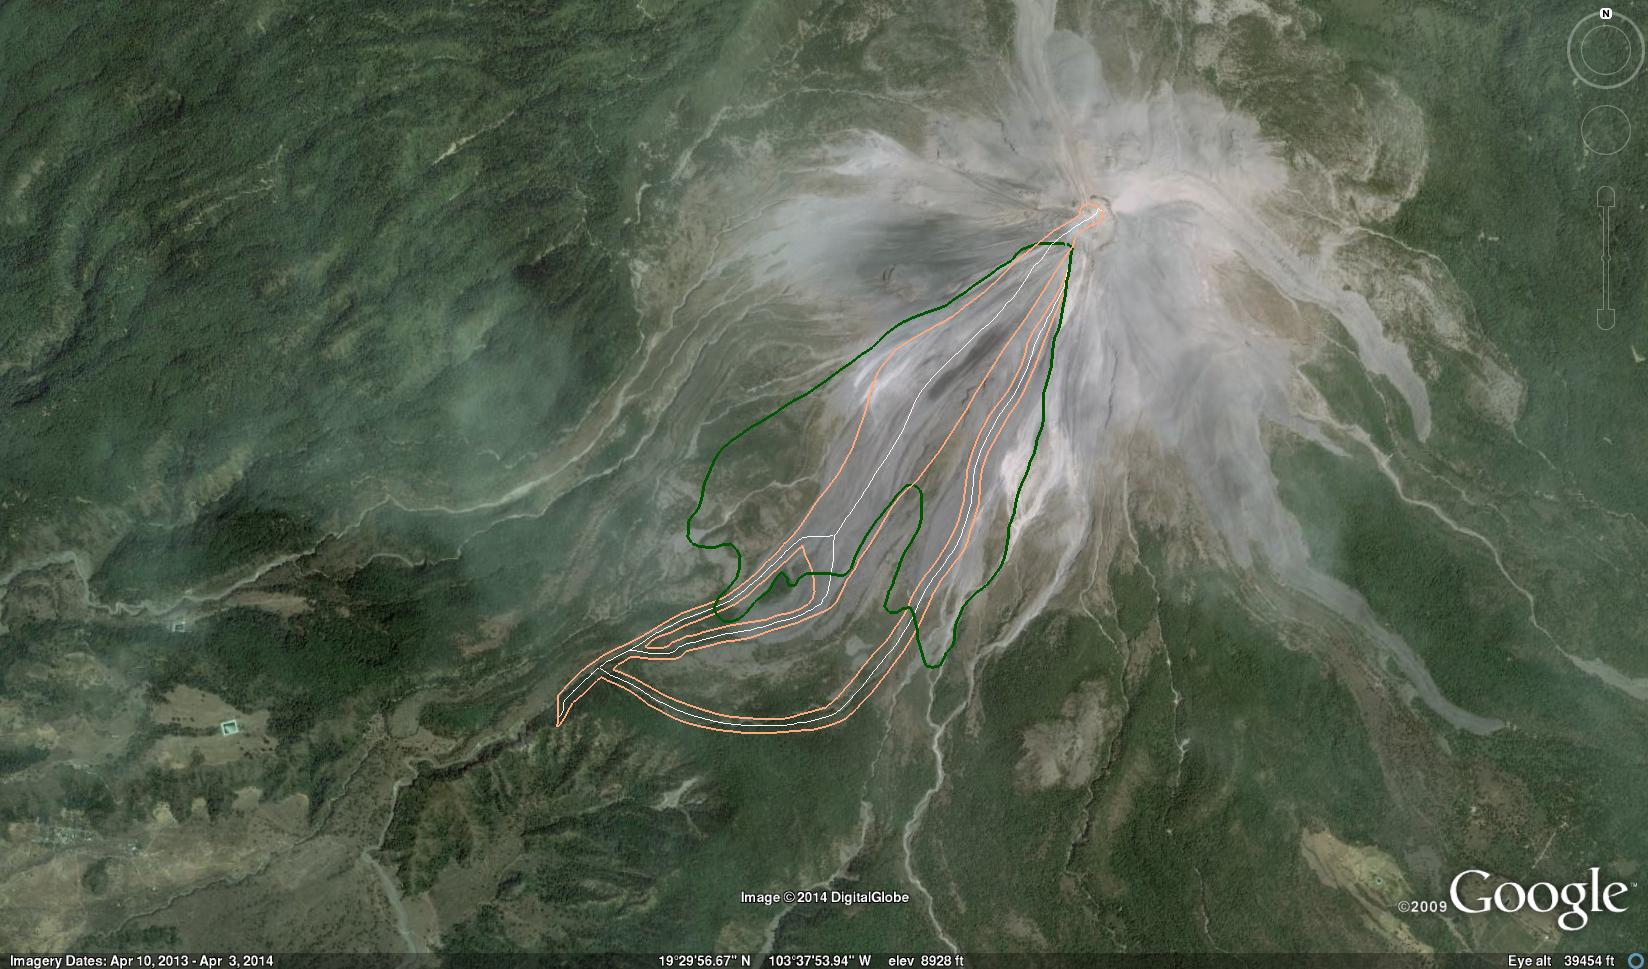 N
Image © 2014 DigitalGlobe
©2009 Google™
Imagery Dates: Apr 10, 2013 - Apr 3, 2014
19°29'56.67" N 103°37'53.94" W elev 8928 ft
Eye alt 39454 ft